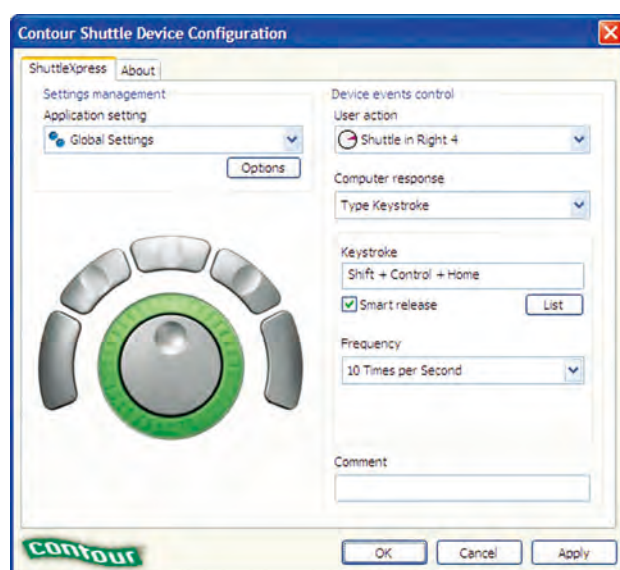 Contour Shuttle Device Configuration
ShuttleXpress
About
Settings management
Application setting
Global Settings
Options
Device events control
User action
Shuttle in Right 4
Computer response
Type Keystroke
Keystroke
Shift + Control + Home
Smart release
List
Frequency
10 Times per Second
Comment
contour
OK
Cancel
Apply